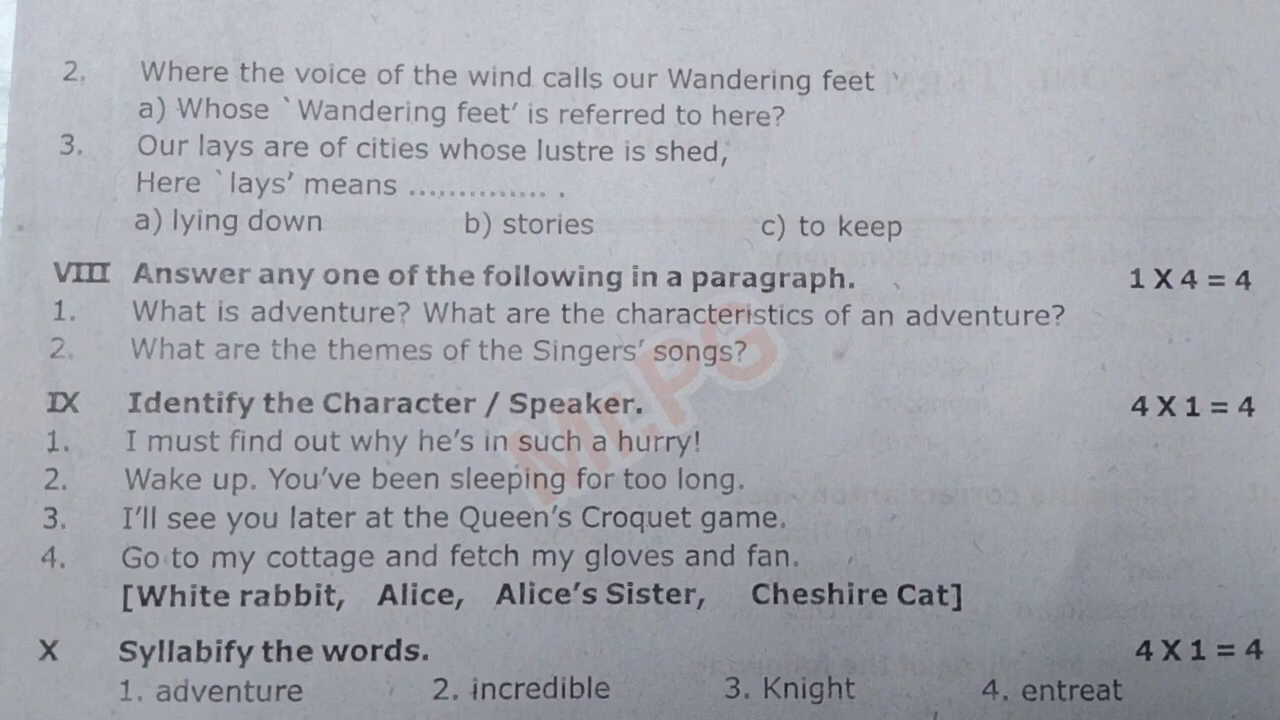 2. Where the voice of the wind calls our Wandering feet
a) Whose `Wandering feet' is referred to here?
3. Our lays are of cities whose lustre is shed,
Here `lays' means .............. .
a) lying down b) stories c) to keep
VIII Answer any one of the following in a paragraph. 1 X 4 = 4
1. What is adventure? What are the characteristics of an adventure?
2. What are the themes of the Singers' songs?
IX Identify the Character / Speaker. 4 X 1 = 4
1. I must find out why he's in such a hurry!
2. Wake up. You've been sleeping for too long.
3. I'll see you later at the Queen's Croquet game.
4. Go to my cottage and fetch my gloves and fan.
[White rabbit, Alice, Alice's Sister, Cheshire Cat]
X Syllabify the words. 4 X 1 = 4
1. adventure 2. incredible 3. Knight 4. entreat
Mr.PG